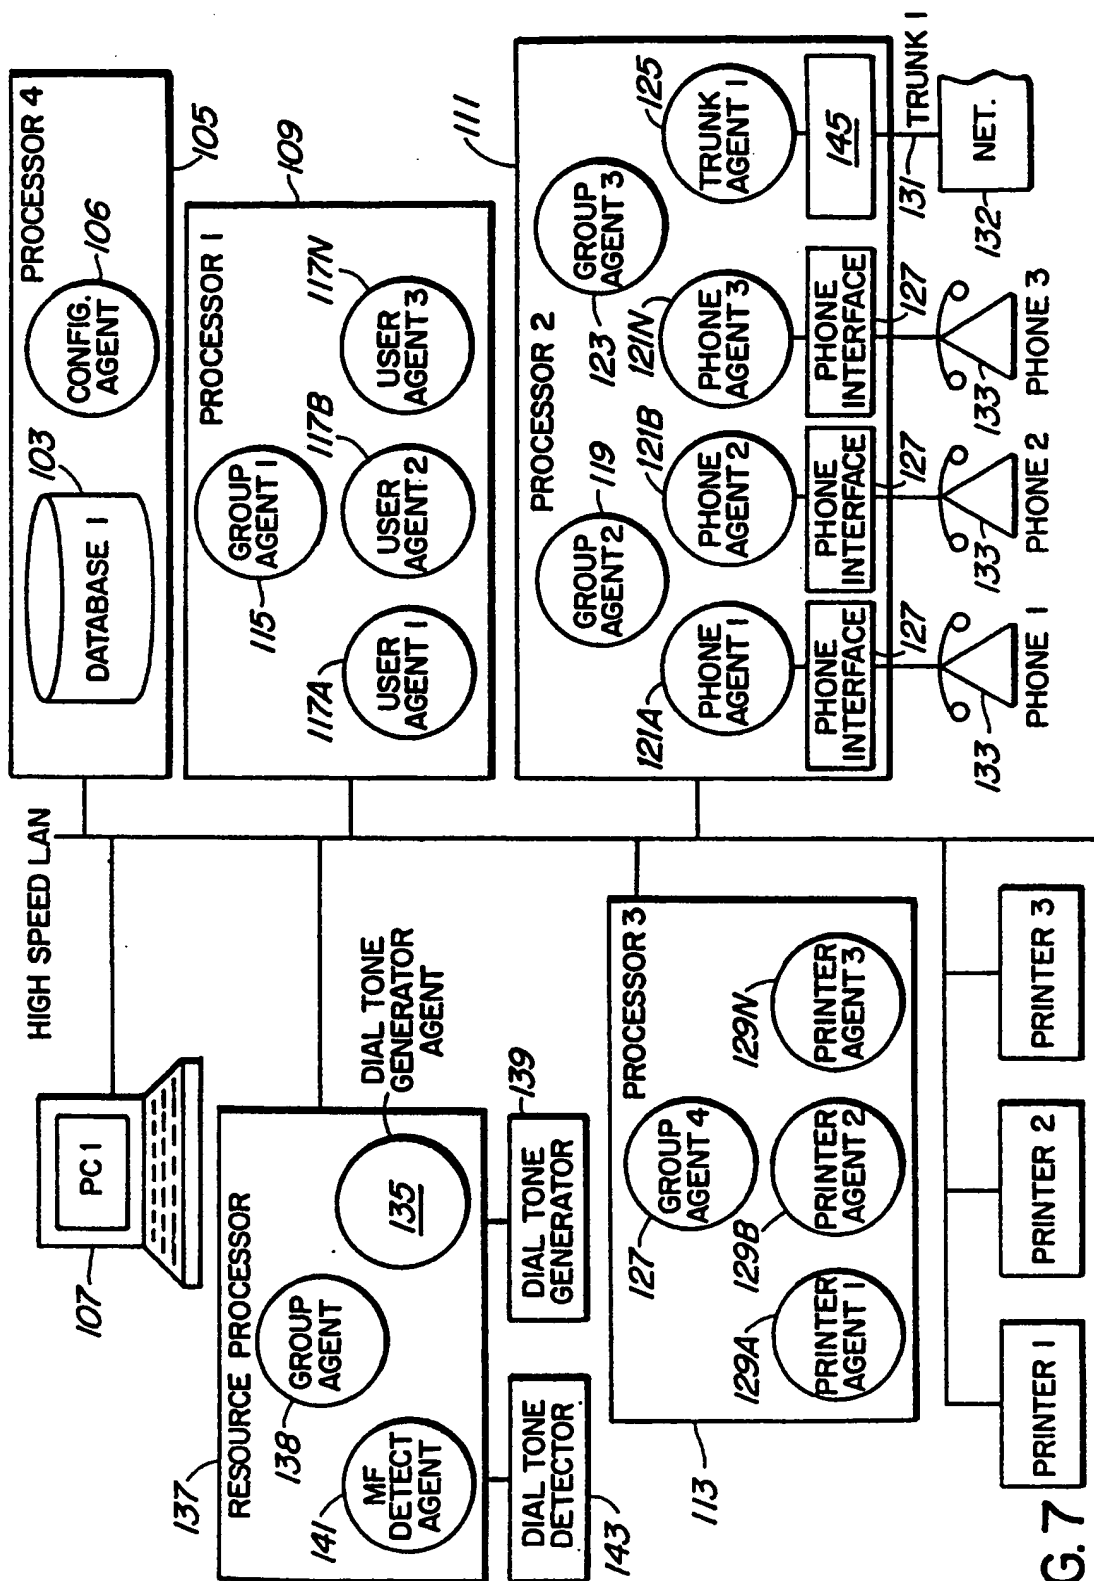 HIGH SPEED LAN
PC 1
107
PROCESSOR 4
DATABASE 1
103
CONFIG.
AGENT
106
105
137
RESOURCE PROCESSOR
GROUP
AGENT
138
MF
DETECT
AGENT
141
135
DIAL TONE
GENERATOR
AGENT
DIAL TONE
DETECTOR
143
DIAL TONE
GENERATOR
139
PROCESSOR 1
109
GROUP
AGENT 1
115
USER
AGENT 1
117A
USER
AGENT 2
117B
USER
AGENT 3
117N
PROCESSOR 2
111
GROUP
AGENT 2
119
GROUP
AGENT 3
123
PHONE
AGENT 1
121A
PHONE
AGENT 2
121B
PHONE
AGENT 3
121N
TRUNK
AGENT 1
125
PHONE
INTERFACE
127
PHONE
INTERFACE
127
PHONE
INTERFACE
127
145
131
TRUNK 1
NET.
132
133
PHONE 1
133
PHONE 2
133
PHONE 3
PROCESSOR 3
113
GROUP
AGENT 4
127
PRINTER
AGENT 1
129A
PRINTER
AGENT 2
129B
PRINTER
AGENT 3
129N
PRINTER 1
PRINTER 2
PRINTER 3
G. 7